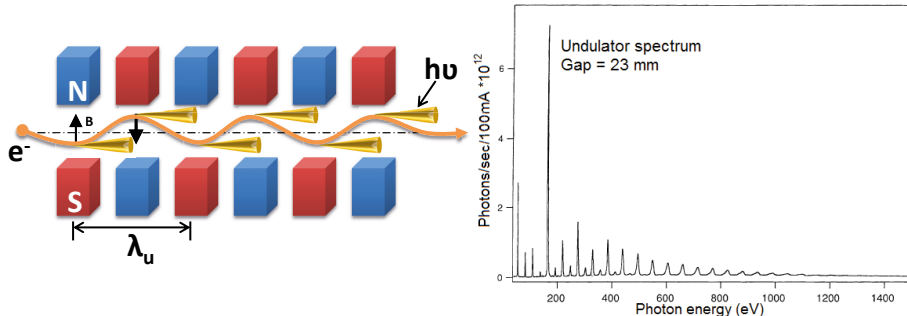 N
B
hυ
e-
S
λu
Undulator spectrum
Gap = 23 mm
Photons/sec/100mA *10^12
6
4
2
0
200 400 600 800 1000 1200 1400
Photon energy (eV)